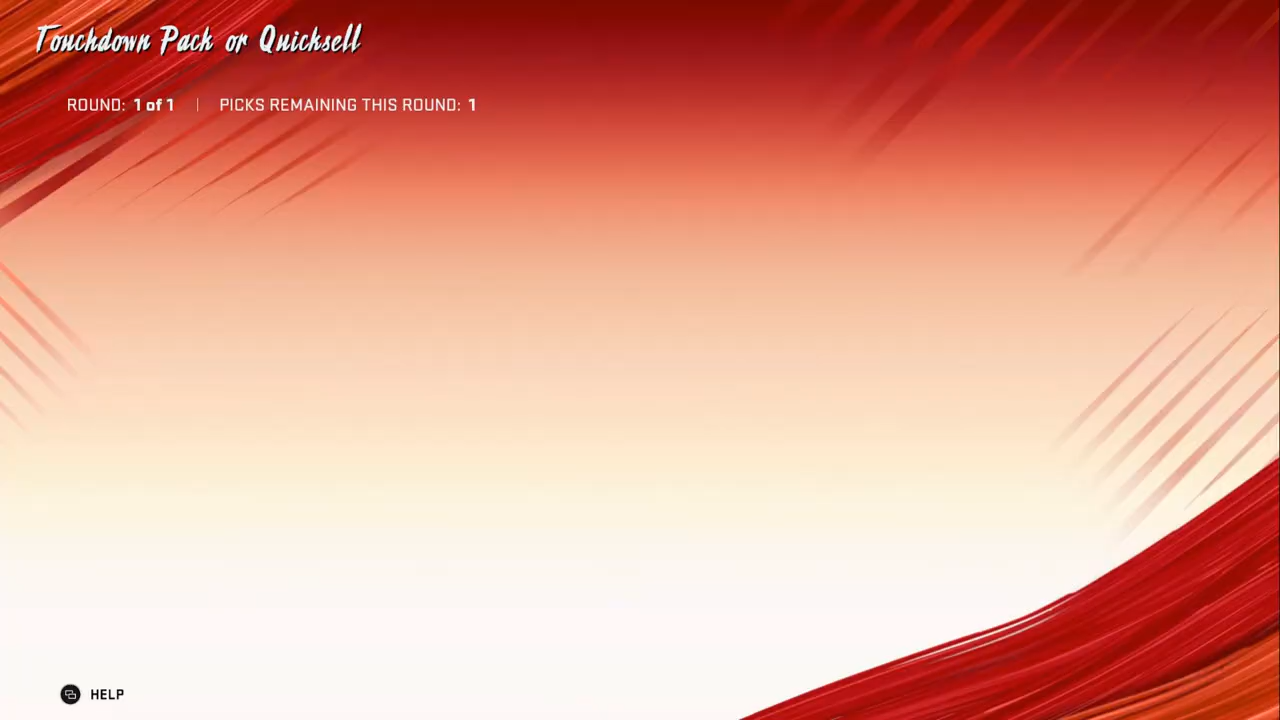 Touchdown Pack or Quicksell
ROUND: 1 of 1 | PICKS REMAINING THIS ROUND: 1
HELP